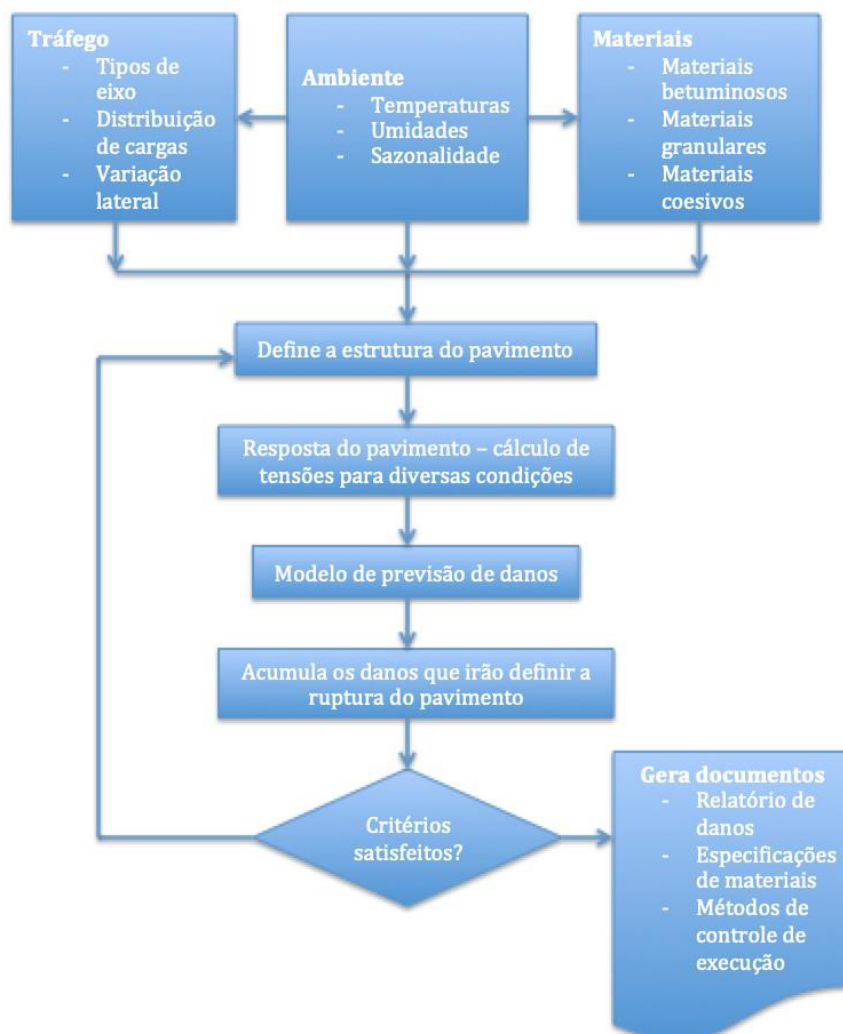 Tráfego
- Tipos de
eixo
- Distribuição
de cargas
- Variação
lateral
Ambiente
- Temperaturas
- Umidades
- Sazonalidade
Materiais
- Materiais
betuminosos
- Materiais
granulares
- Materiais
coesivos
Define a estrutura do pavimento
Resposta do pavimento – cálculo de
tensões para diversas condições
Modelo de previsão de danos
Acumula os danos que irão definir a
ruptura do pavimento
Critérios
satisfeitos?
Gera documentos
- Relatório de
danos
- Especificações
de materiais
- Métodos de
controle de
execução